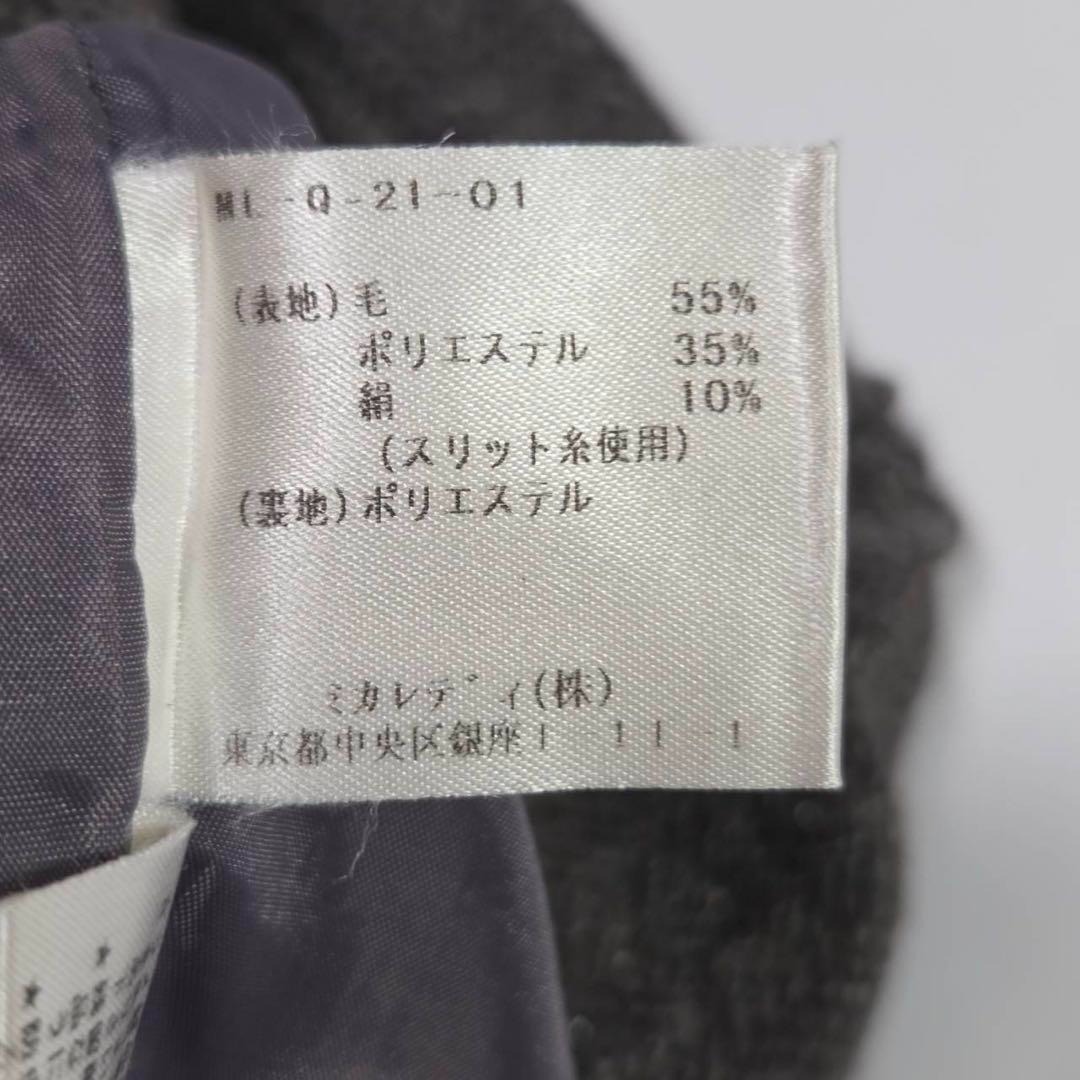 ML-Q-21-01
(表地)毛 55%
ポリエステル 35%
絹 10%
(スリット糸使用)
(裏地)ポリエステル
ミカレディ(株)
東京都中央区銀座1-11-1